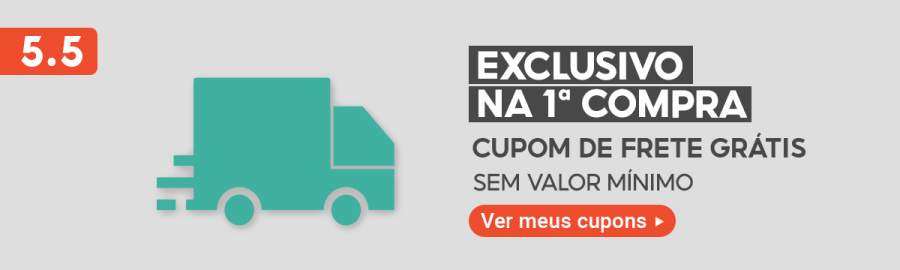 5.5
EXCLUSIVO
NA 1ª COMPRA
CUPOM DE FRETE GRÁTIS
SEM VALOR MÍNIMO
Ver meus cupons